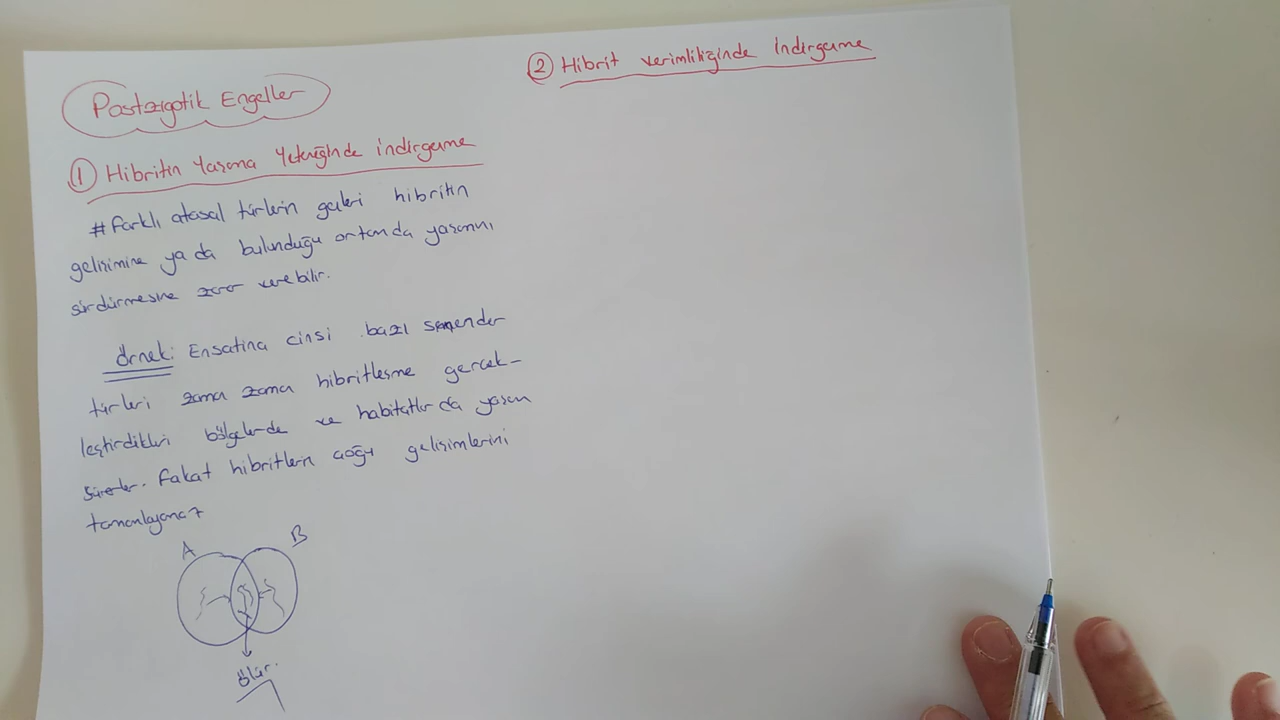 Postzigotik Engeller
1 Hibritin Yaşama Yeteneğinde indirgeme
# Farklı atasal türlerin genleri hibritin
gelişimine ya da bulunduğu ortamda yaşamını
sürdürmesine zarar verebilir.
Örnek: Ensatina cinsi bazı semender
türleri zaman zaman hibritleşme gerçek-
leştirdikleri bölgelerde ve habitatlarda yaşam
sürerler. Fakat hibritlerin çoğu gelişimlerini
tamamlayamaz
A B
ölür.
2 Hibrit verimliliğinde indirgeme